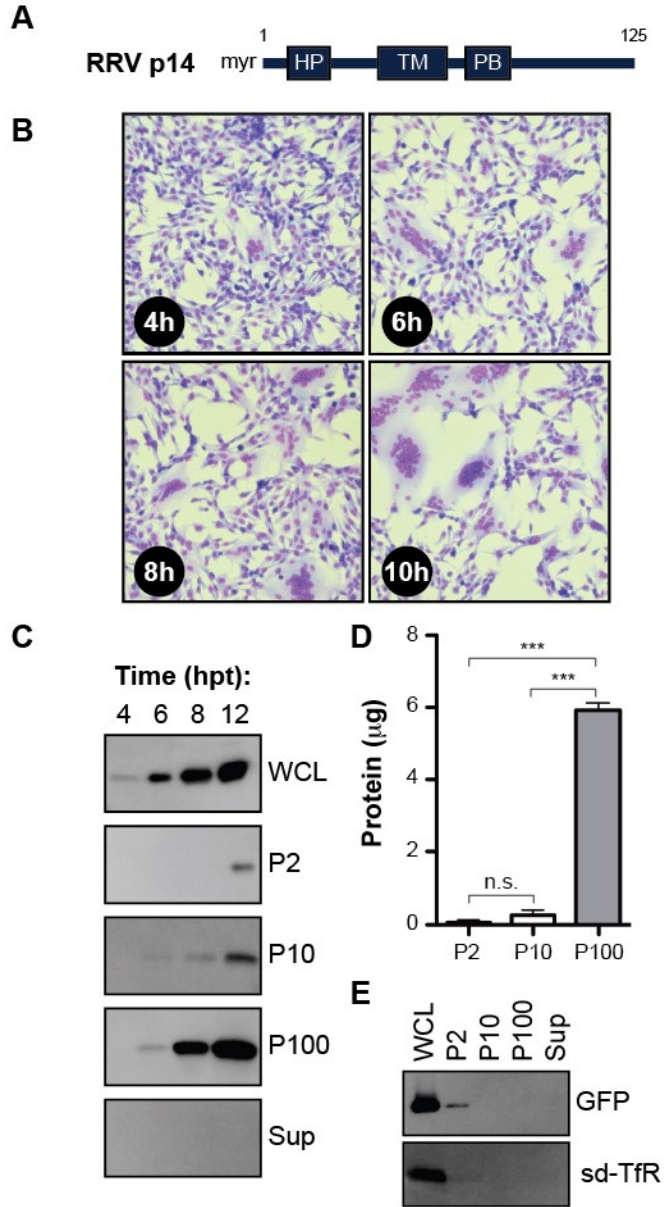 A
RRV p14
myr
1
125
HP
TM
PB
B
4h
6h
8h
10h
C
Time (hpt):
4 6 8 12
WCL
P2
P10
P100
Sup
D
Protein (μg)
8
6
4
2
0
***
***
n.s.
P2 P10 P100
E
WCL P2 P10 P100 Sup
GFP
sd-TfR